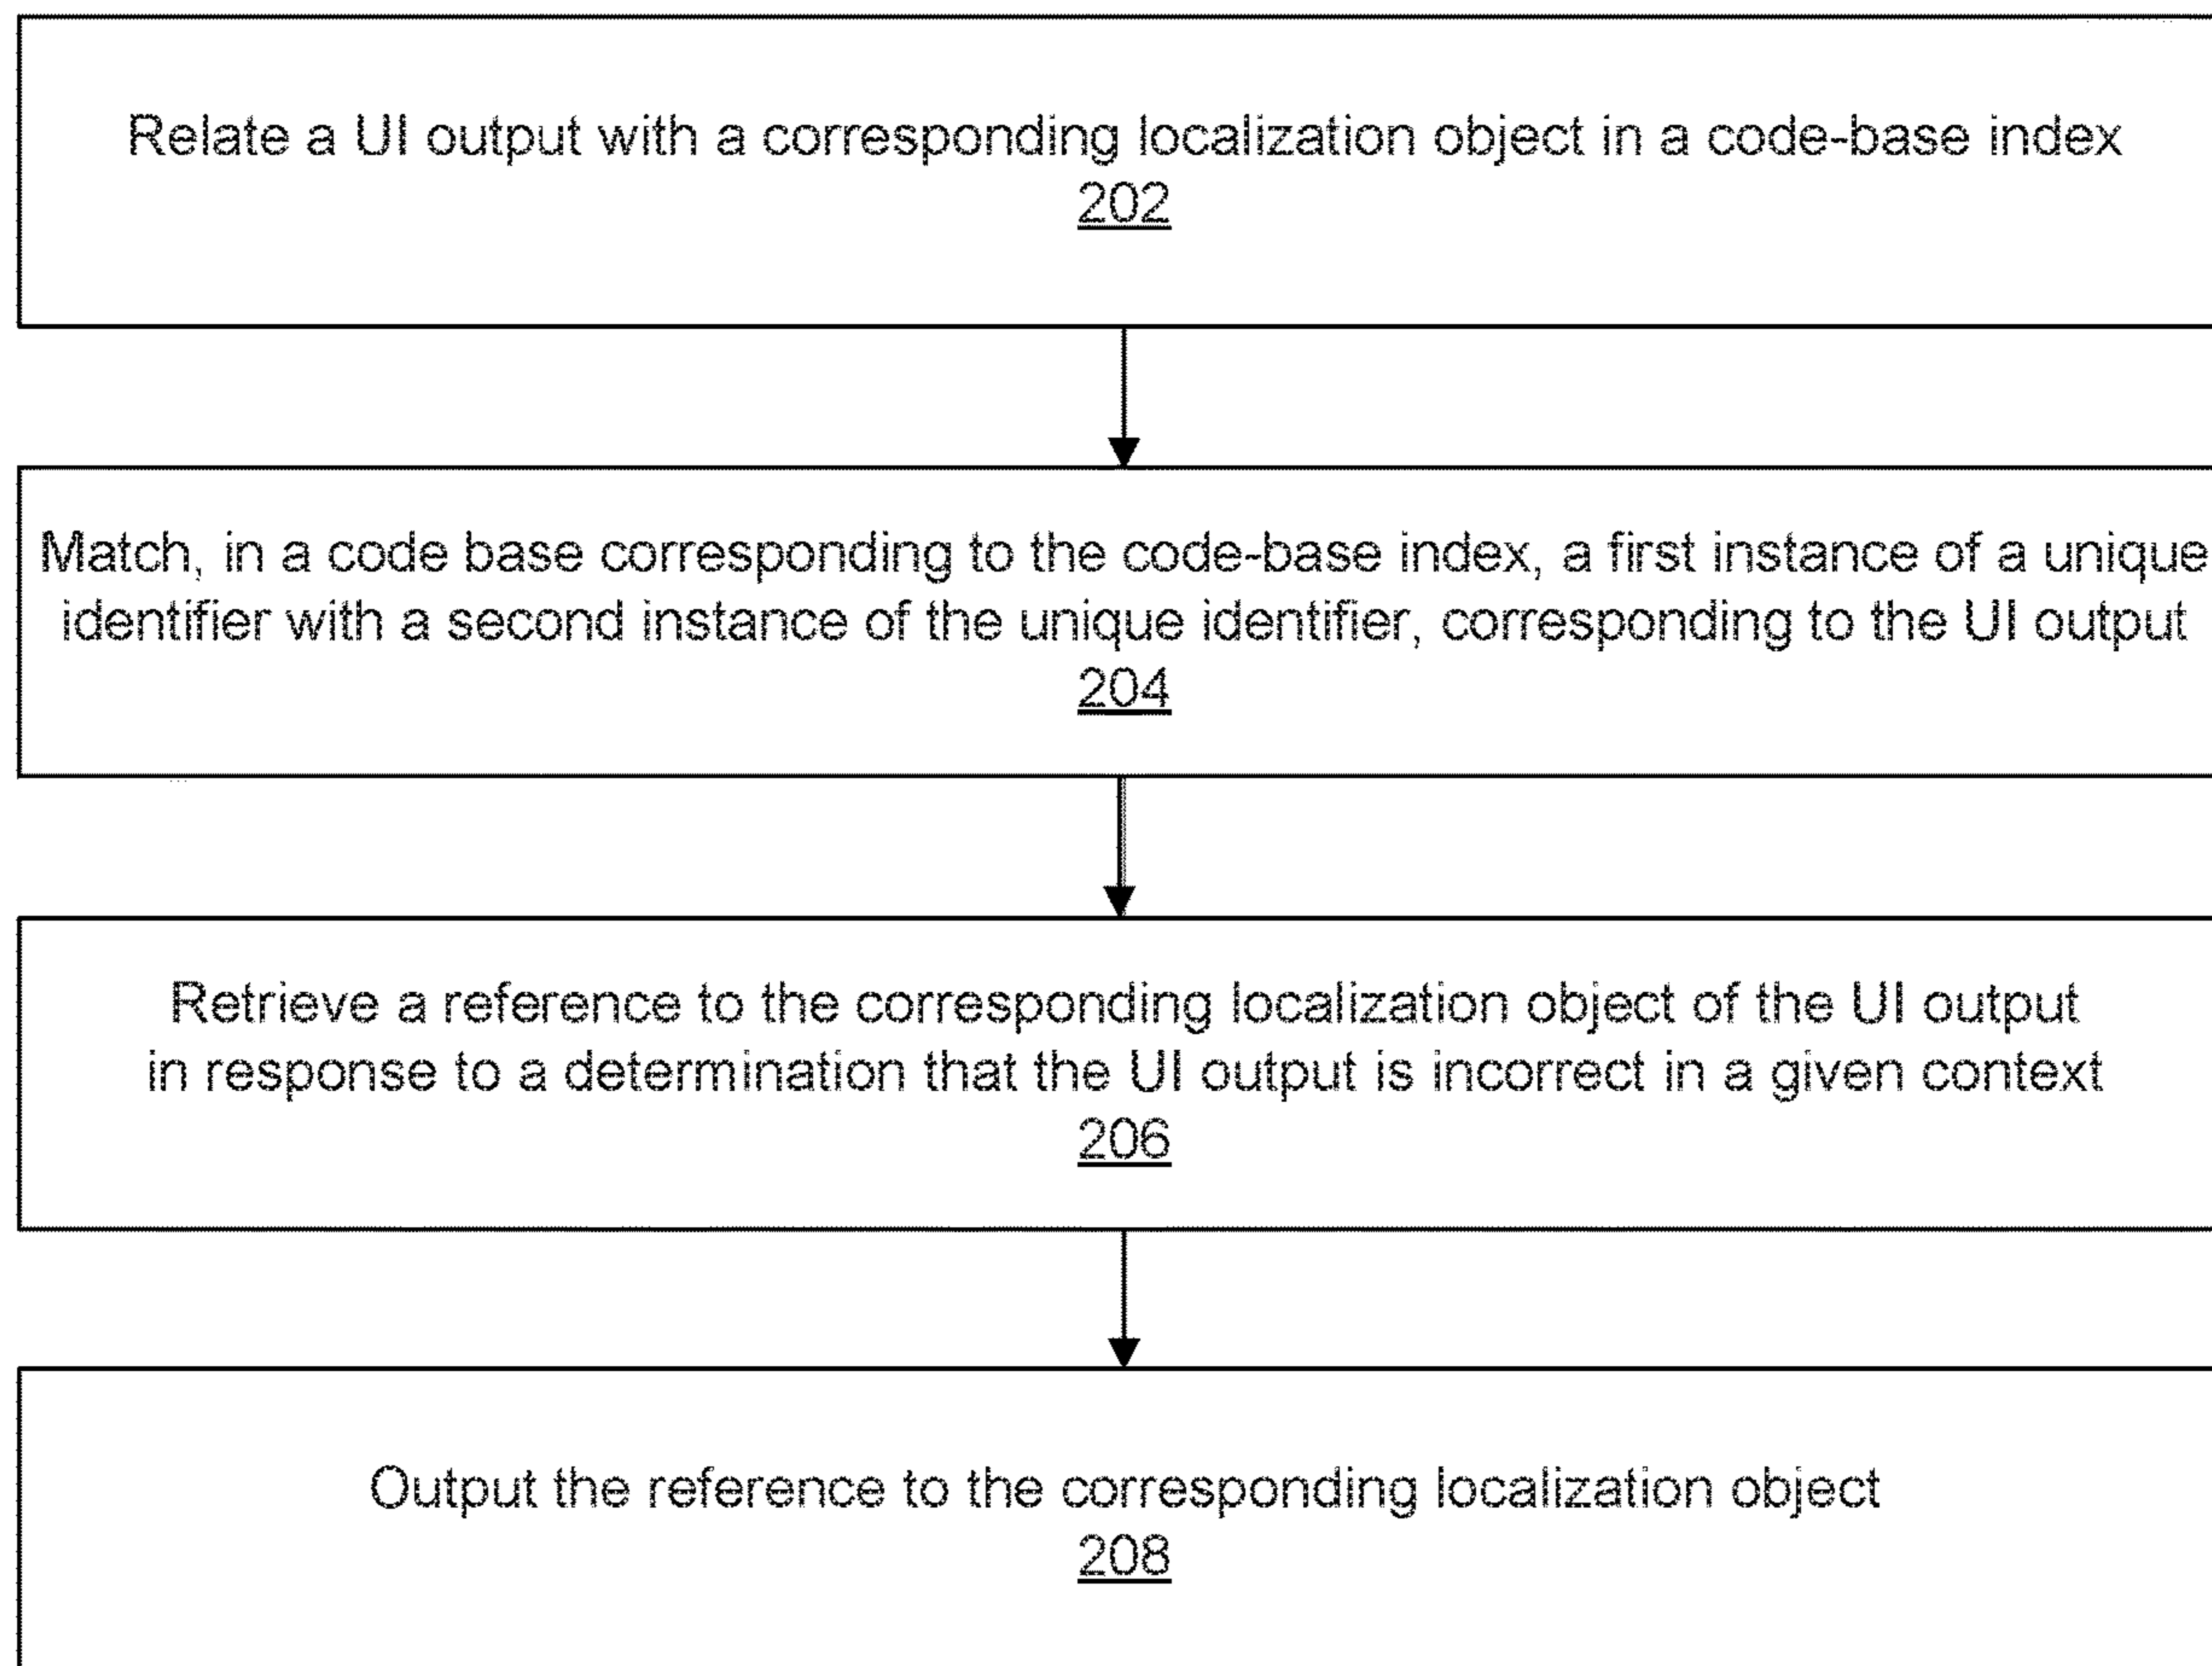 Relate a UI output with a corresponding localization object in a code-base index
202
Match, in a code base corresponding to the code-base index, a first instance of a unique
identifier with a second instance of the unique identifier, corresponding to the UI output
204
Retrieve a reference to the corresponding localization object of the UI output
in response to a determination that the UI output is incorrect in a given context
206
Output the reference to the corresponding localization object
208